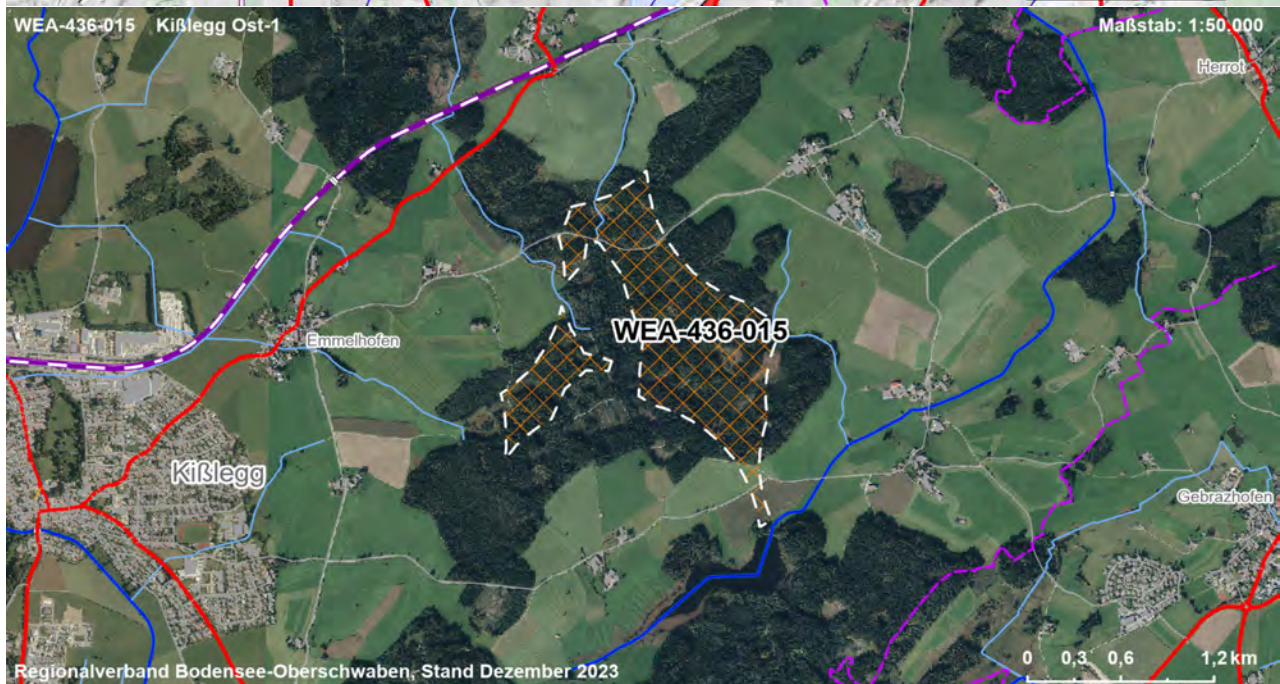 WEA-436-015 Kißlegg Ost-1
Maßstab: 1:50.000
Herrot
WEA-436-015
Emmelhofen
Kißlegg
Gebrazhofen
Regionalverband Bodensee-Oberschwaben, Stand Dezember 2023
0 0,3 0,6 1,2 km